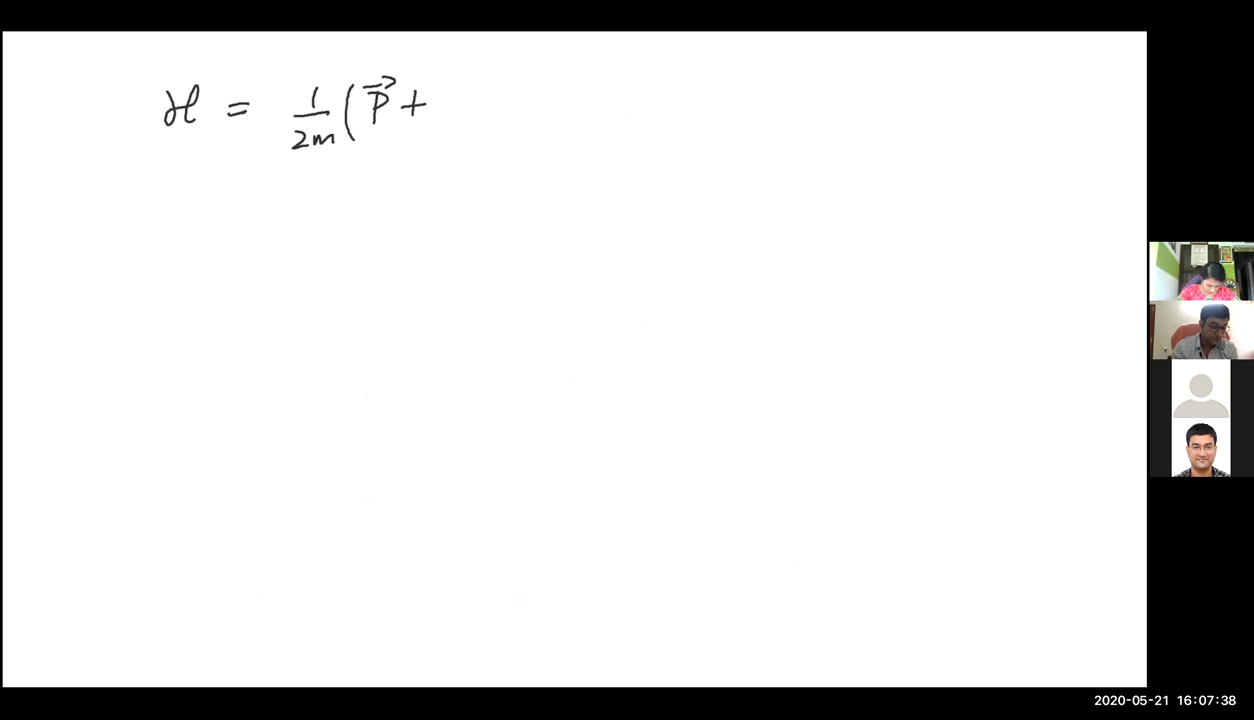 ℋ = 1/2m (p⃗ +
2020-05-21 16:07:38